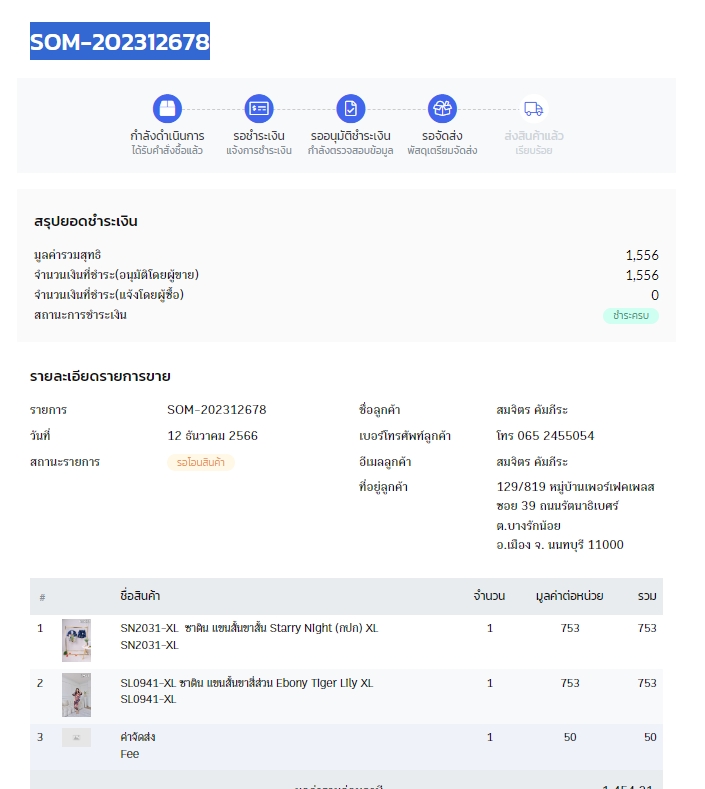 SOM-202312678
กำลังดำเนินการ
ได้รับคำสั่งซื้อแล้ว
รอชำระเงิน
แจ้งการชำระเงิน
รออนุมัติชำระเงิน
กำลังตรวจสอบข้อมูล
รอจัดส่ง
พัสดุเตรียมจัดส่ง
ส่งสินค้าแล้ว
เรียบร้อย
สรุปยอดชำระเงิน
มูลค่ารวมสุทธิ 1,556
จำนวนเงินที่ชำระ(อนุมัติโดยผู้ขาย) 1,556
จำนวนเงินที่ชำระ(แจ้งโดยผู้ซื้อ) 0
สถานะการชำระเงิน ชำระครบ
รายละเอียดรายการขาย
รายการ SOM-202312678
วันที่ 12 ธันวาคม 2566
สถานะรายการ รอโอนสินค้า
ชื่อลูกค้า สมจิตร คัมภีระ
เบอร์โทรศัพท์ลูกค้า โทร 065 2455054
อีเมลลูกค้า สมจิตร คัมภีระ
ที่อยู่ลูกค้า 129/819 หมู่บ้านเพอร์เฟคเพลส
ซอย 39 ถนนรัตนาธิเบศร์
ต.บางรักน้อย
อ.เมือง จ. นนทบุรี 11000
# ชื่อสินค้า จำนวน มูลค่าต่อหน่วย รวม
1 SN2031-XL ซาติน แขนสั้นขาสั้น Starry Night (กปก) XL 1 753 753
SN2031-XL
2 SL0941-XL ซาติน แขนสั้นขาสี่ส่วน Ebony Tiger Lily XL 1 753 753
SL0941-XL
3 ค่าจัดส่ง 1 50 50
Fee